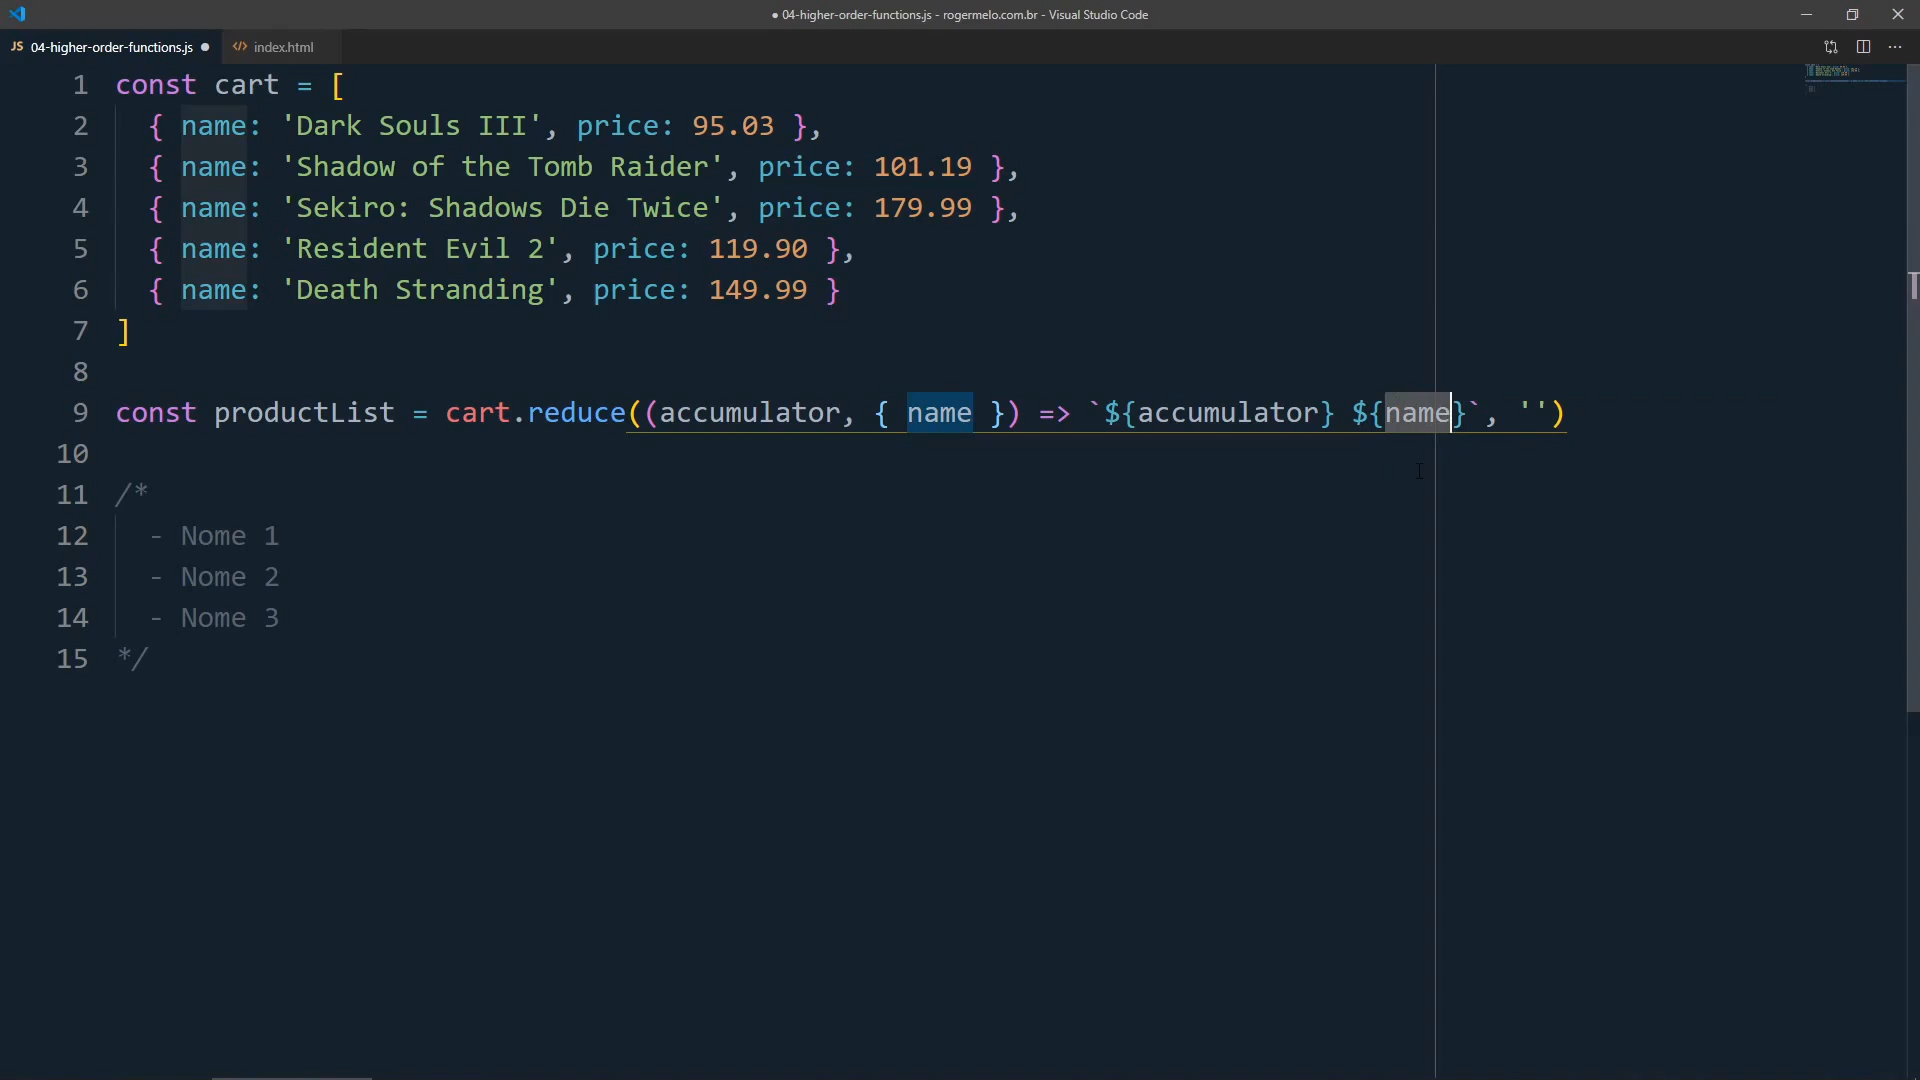 ● 04-higher-order-functions.js - rogermelo.com.br - Visual Studio Code
JS 04-higher-order-functions.js ●
</> index.html
1 const cart = [
2 { name: 'Dark Souls III', price: 95.03 },
3 { name: 'Shadow of the Tomb Raider', price: 101.19 },
4 { name: 'Sekiro: Shadows Die Twice', price: 179.99 },
5 { name: 'Resident Evil 2', price: 119.90 },
6 { name: 'Death Stranding', price: 149.99 }
7 ]
8
9 const productList = cart.reduce((accumulator, { name }) => `${accumulator} ${name}`, '')
10
11 /*
12 - Nome 1
13 - Nome 2
14 - Nome 3
15 */